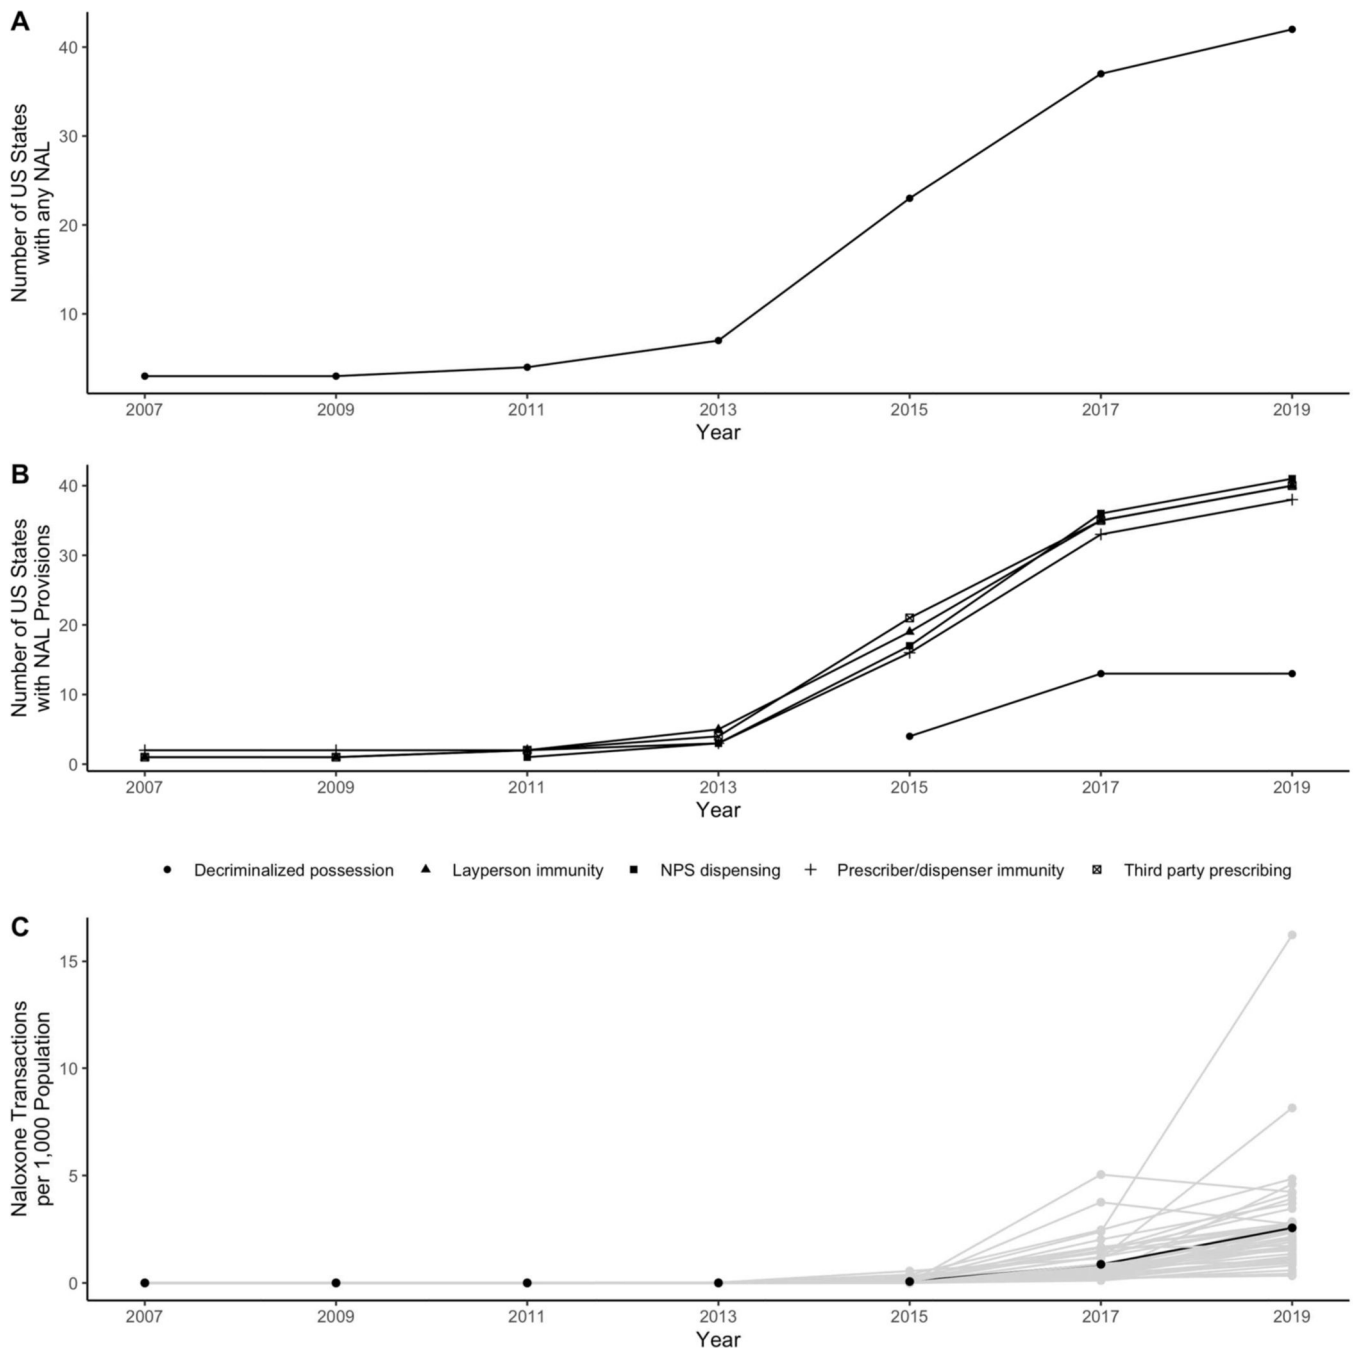 A
Number of US States
with any NAL
40
30
20
10
2007 2009 2011 2013 2015 2017 2019
Year
B
Number of US States
with NAL Provisions
40
30
20
10
0
2007 2009 2011 2013 2015 2017 2019
Year
Decriminalized possession Layperson immunity NPS dispensing Prescriber/dispenser immunity Third party prescribing
C
Naloxone Transactions
per 1,000 Population
15
10
5
0
2007 2009 2011 2013 2015 2017 2019
Year